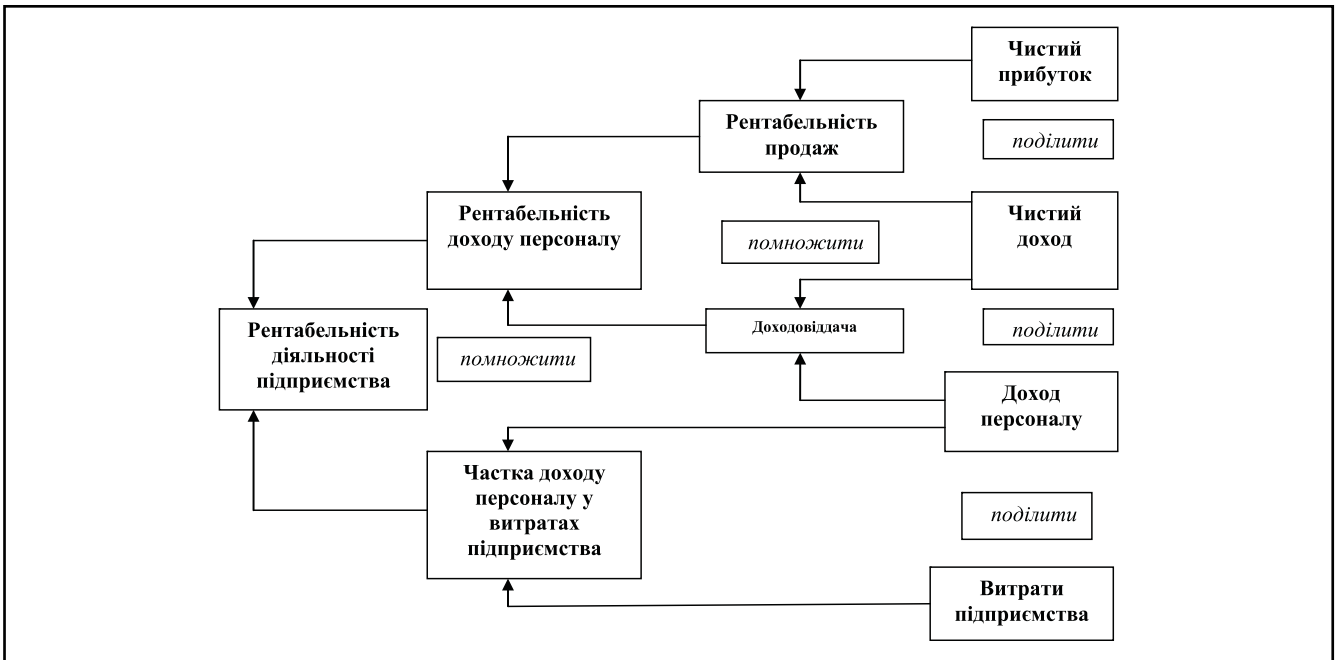 Чистий
прибуток
Рентабельність
продаж
поділити
Рентабельність
доходу персоналу
Чистий
доход
помножити
Рентабельність
діяльності
підприємства
Доходовіддача
поділити
помножити
Доход
персоналу
Частка доходу
персоналу у
витратах
підприємства
поділити
Витрати
підприємства